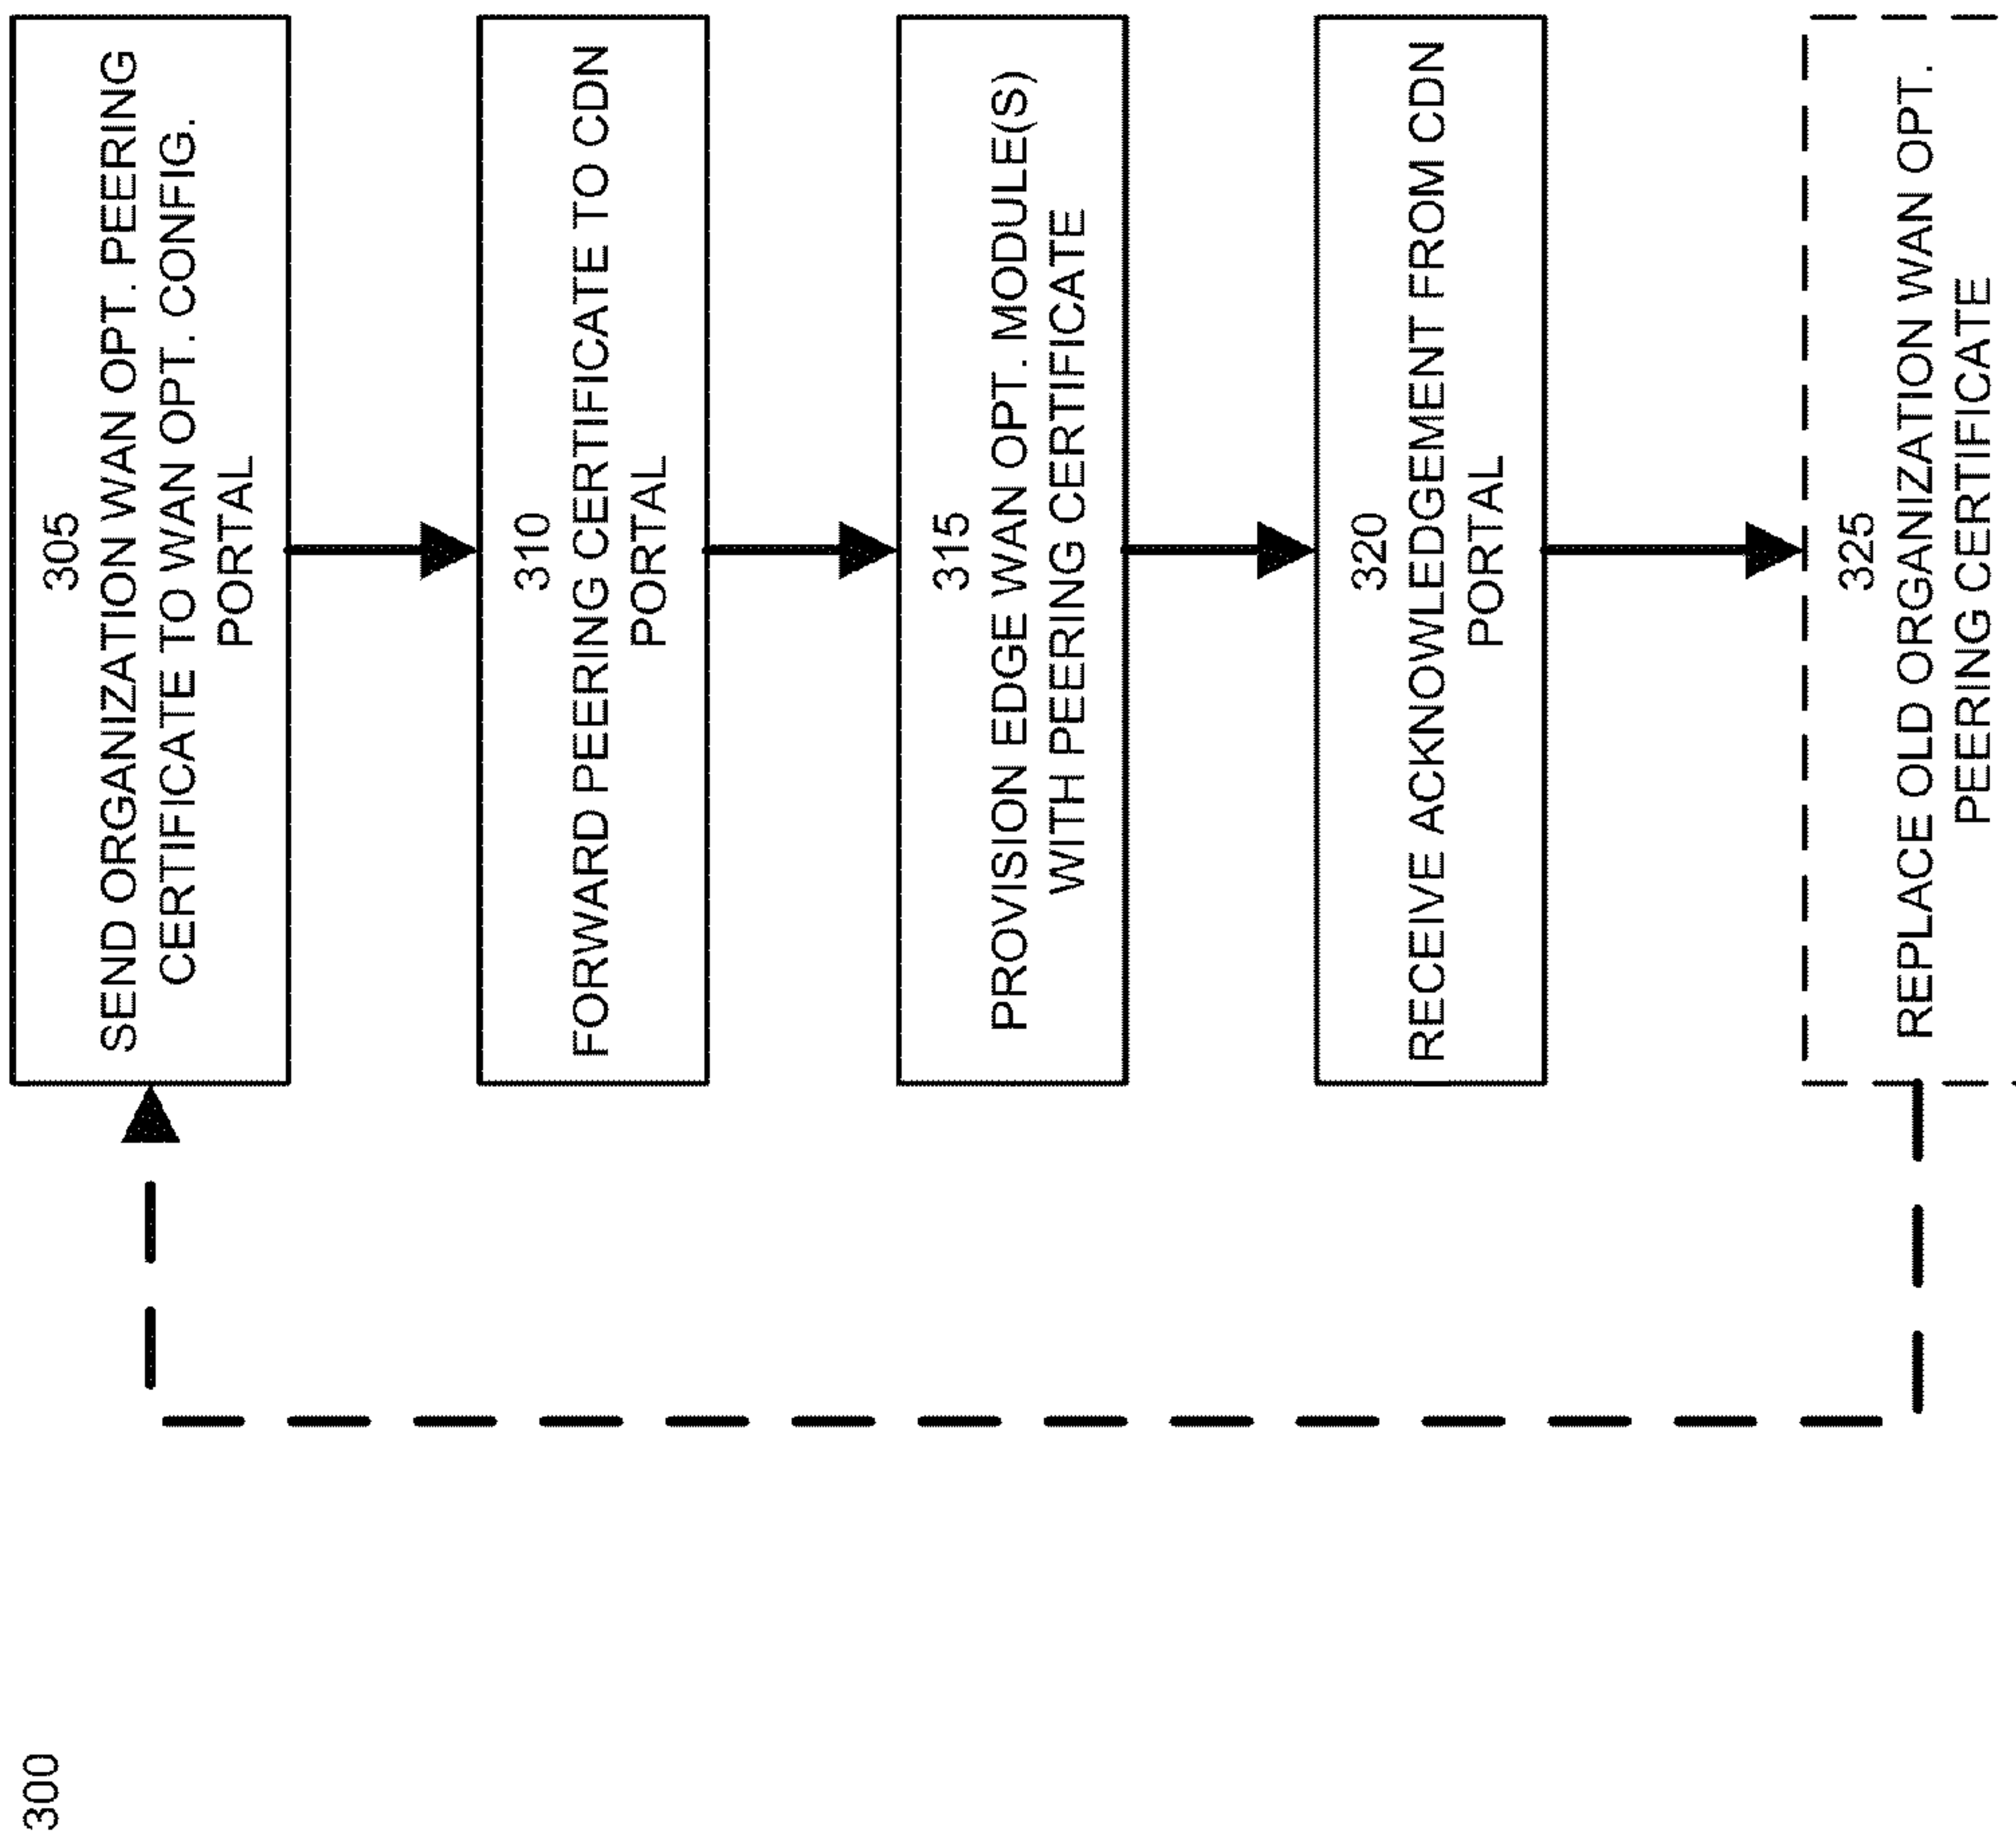 300
305
SEND ORGANIZATION WAN OPT. PEERING
CERTIFICATE TO WAN OPT. CONFIG.
PORTAL
310
FORWARD PEERING CERTIFICATE TO CDN
PORTAL
315
PROVISION EDGE WAN OPT. MODULE(S)
WITH PEERING CERTIFICATE
320
RECEIVE ACKNOWLEDGEMENT FROM CDN
PORTAL
325
REPLACE OLD ORGANIZATION WAN OPT.
PEERING CERTIFICATE